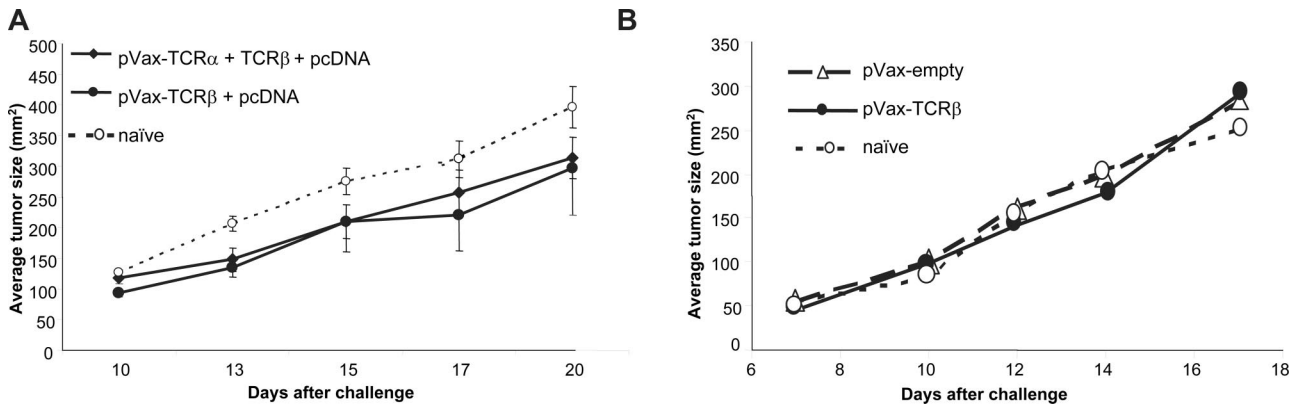 A
Average tumor size (mm²)
500
450
400
350
300
250
200
150
100
50
0
pVax-TCRα + TCRβ + pcDNA
pVax-TCRβ + pcDNA
naïve
10 13 15 17 20
Days after challenge
B
Average tumor size (mm²)
350
300
250
200
150
100
50
0
pVax-empty
pVax-TCRβ
naïve
6 8 10 12 14 16 18
Days after challenge